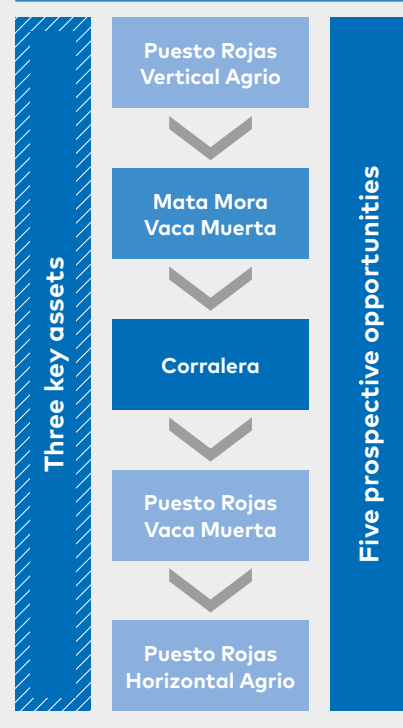 Three key assets
Puesto Rojas
Vertical Agrio
Mata Mora
Vaca Muerta
Corralera
Puesto Rojas
Vaca Muerta
Puesto Rojas
Horizontal Agrio
Five prospective opportunities